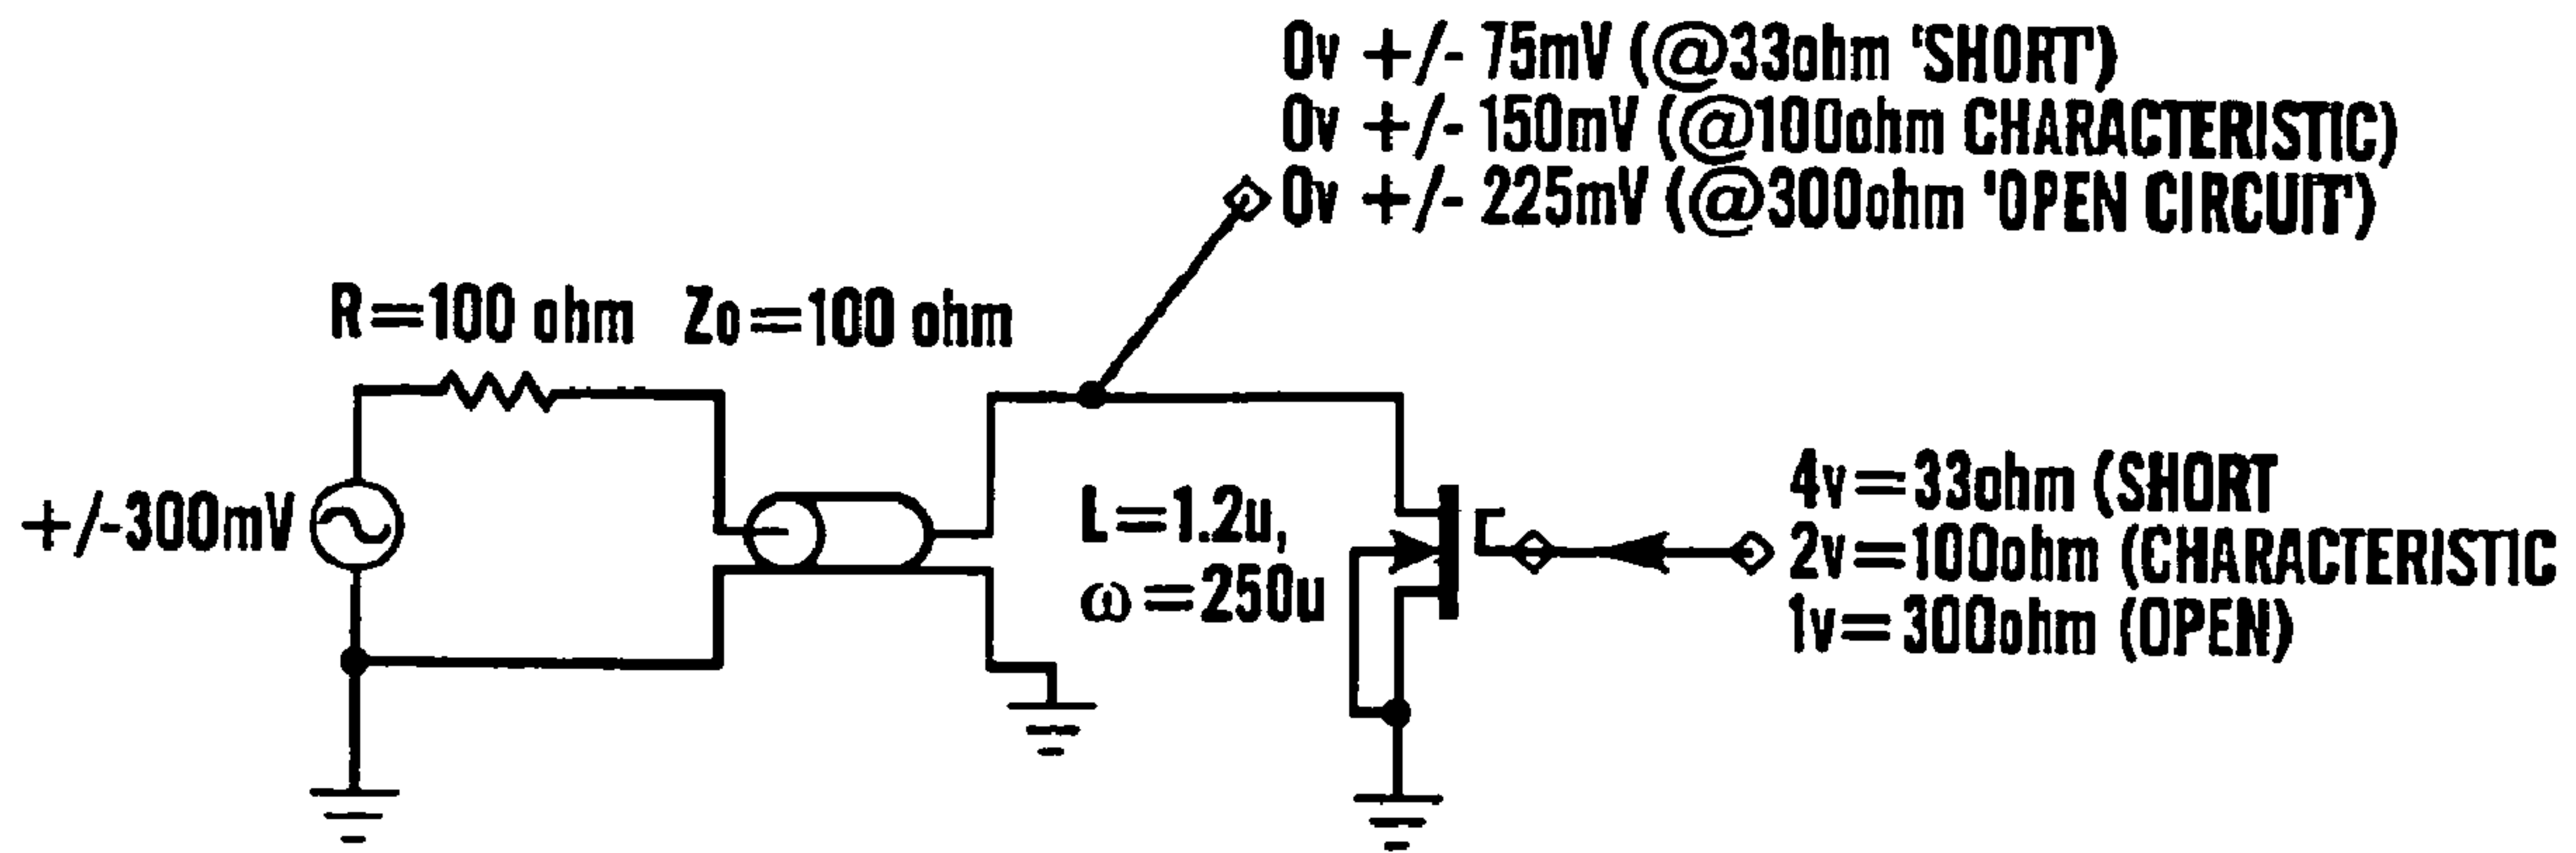 0v +/- 75mV (@33ohm 'SHORT')
0v +/- 150mV (@100ohm CHARACTERISTIC)
0v +/- 225mV (@300ohm 'OPEN CIRCUIT')
R=100 ohm Zo=100 ohm
+/-300mV
L=1.2u,
ω=250u
4v=33ohm (SHORT
2v=100ohm (CHARACTERISTIC
1v=300ohm (OPEN)